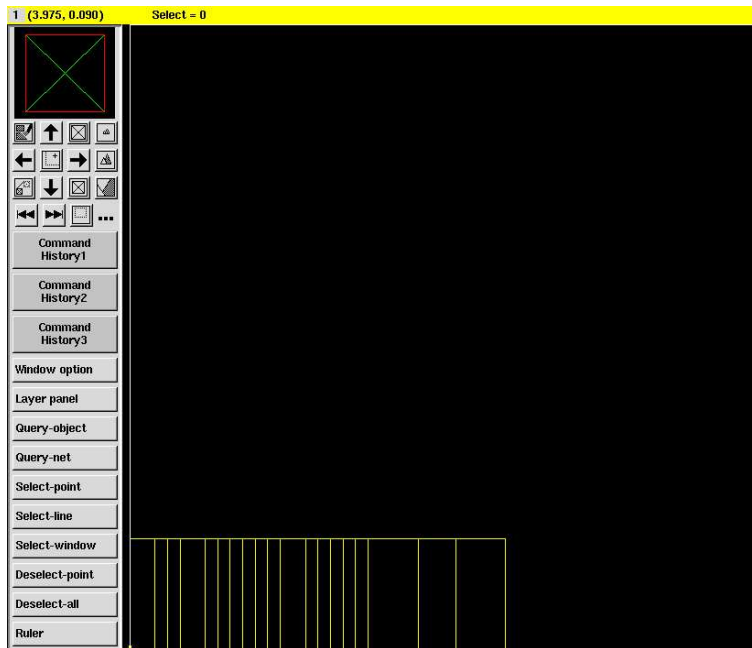 1 (3.975, 0.090) Select = 0
Command
History1
Command
History2
Command
History3
Window option
Layer panel
Query-object
Query-net
Select-point
Select-line
Select-window
Deselect-point
Deselect-all
Ruler